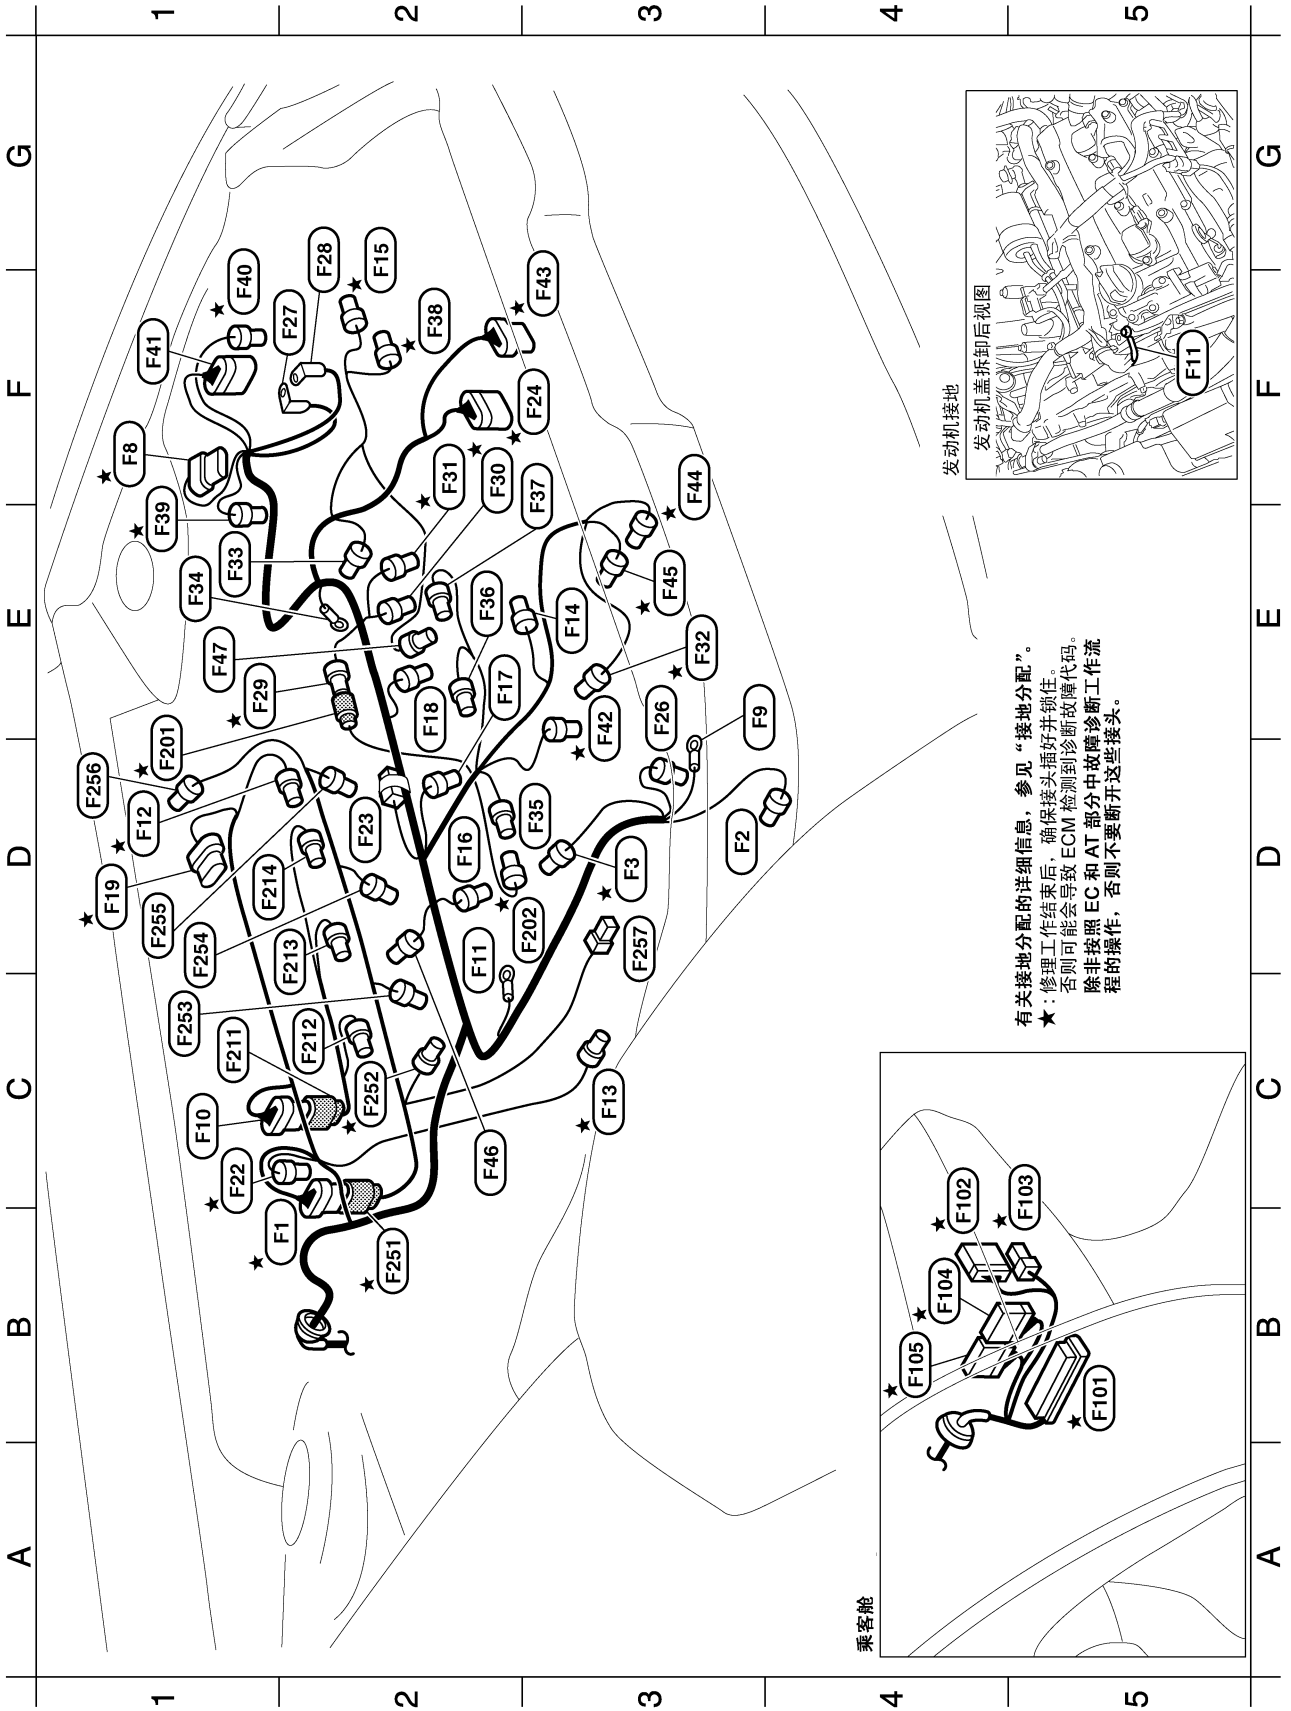 1
2
3
4
5
G
F
E
D
C
B
A
G
F
E
D
C
B
A
1
2
3
4
5
F41
★ F40
F27
F28
★ F15
F38 ★
★ F43
★ F8
★ F39
F33
F34
★ F31
F30
★ F24 ★
F37
★ F44
F47
★ F29
F36
F14
★ F45
F18
F17
★ F32
F256
★ F201
★ F12
★ F19
F255
F254
F214
F213
F23
F16
F35
★ F42
F26
F9
F2
★ F3
F11
★ F202
F257
F253
F211
F212
★ F252
F10
★ F22
★ F1
★ F251
F46
★ F13
发动机接地
发动机盖拆卸后视图
F11
有关接地分配的详细信息，参见“接地分配”。
★：修理工作结束后，确保接头插好并锁住。
否则可能会导致 ECM 检测到诊断故障代码。
除非按照 EC 和 AT 部分中故障诊断工作流
程的操作，否则不要断开这些接头。
乘客舱
★ F102
★ F103
★ F104
★ F105
★ F101